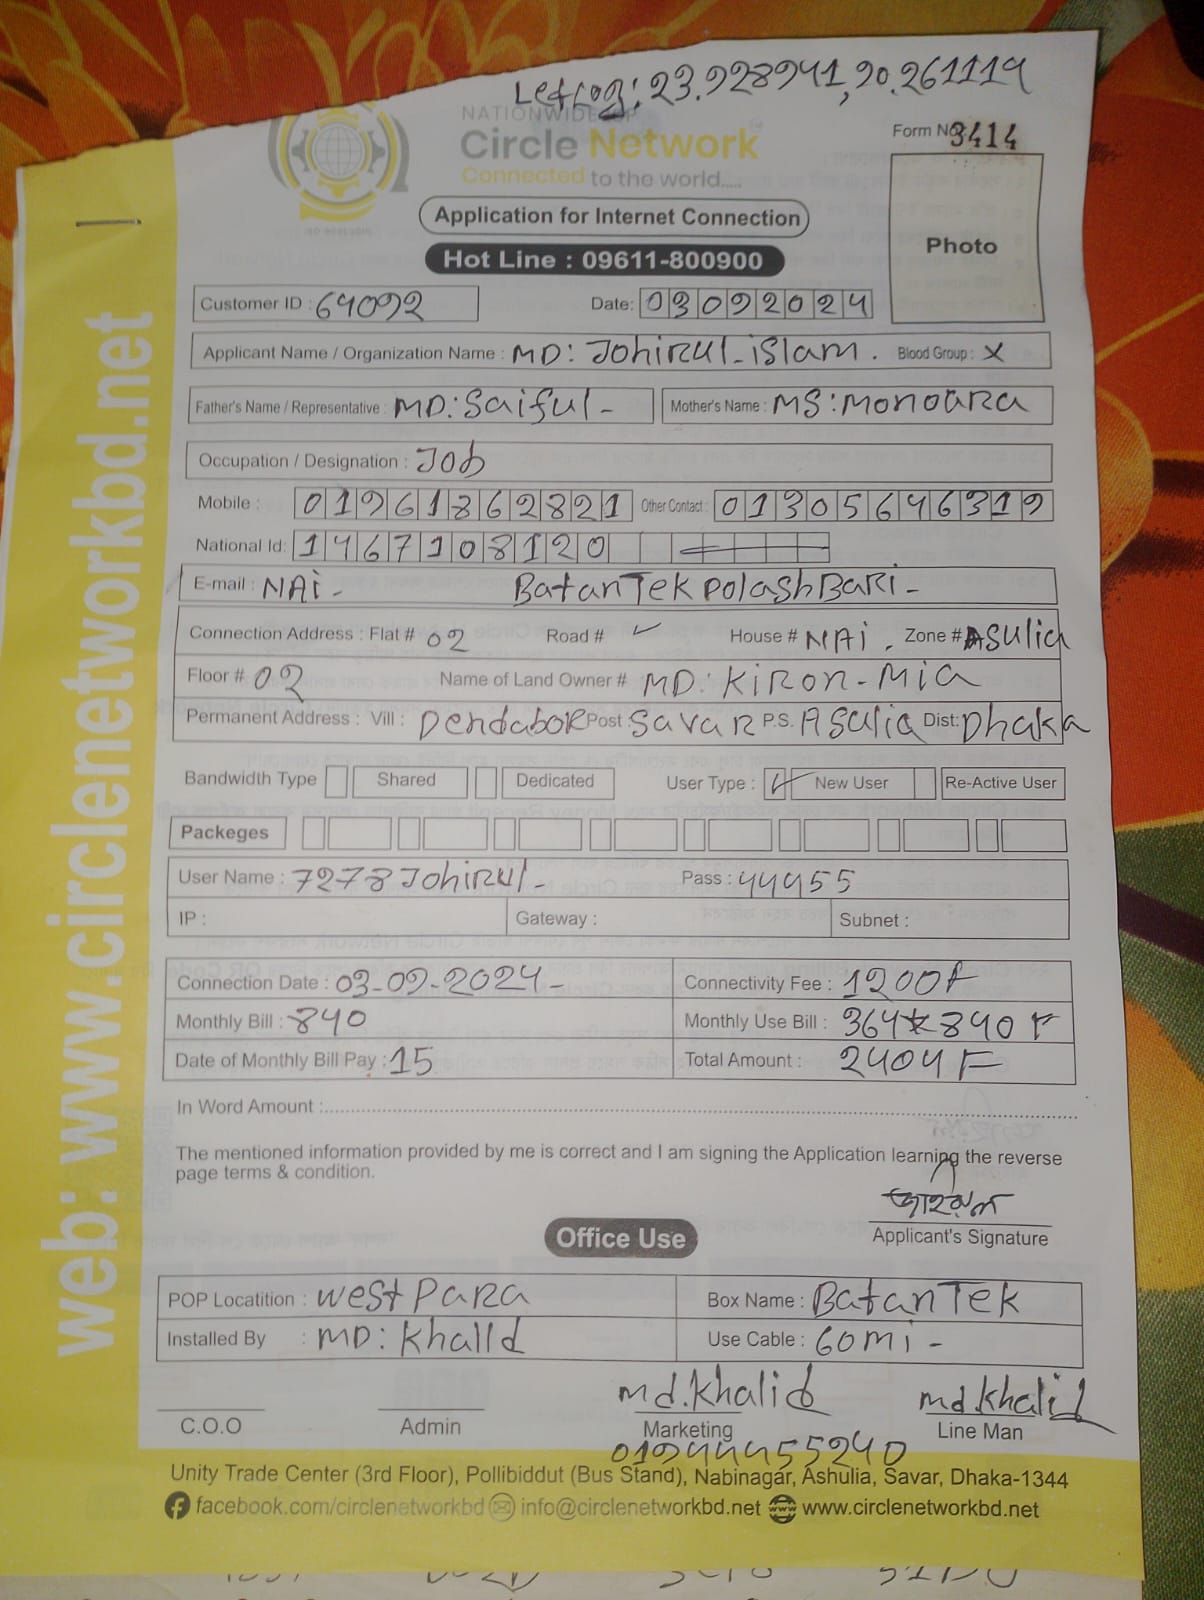 Let Log: 23.928941, 90.261114
NATIONWIDE ISP
Circle Network
Connected to the world.....
Form No 3414
Application for Internet Connection
Photo
Hot Line : 09611-800900
Customer ID : 64092 Date: 03092024
Applicant Name / Organization Name : MD: Johirul-islam. Blood Group : X
Father's Name / Representative : MD: Saiful - Mother's Name : MS: Monoara
Occupation / Designation : Job
Mobile : 01961862821 Other Contact : 01305646319
National Id: 1467108120
E-mail : NAi - BatanTek polashBari -
Connection Address : Flat # 02 Road # ✓ House # NAi . Zone # ASulia
Floor # 02 Name of Land Owner # MD: Kiron-Mia
Permanent Address : Vill : Dendabor Post : Savar P.S. ASulia Dist: Dhaka
Bandwidth Type Shared Dedicated User Type : ✓ New User Re-Active User
Packeges
User Name : 7278Johirul- Pass : 44455
IP : Gateway : Subnet :
Connection Date : 03-09-2024- Connectivity Fee : 1200
Monthly Bill : 840 Monthly Use Bill : 364 840
Date of Monthly Bill Pay : 15 Total Amount : 2404
In Word Amount :
The mentioned information provided by me is correct and I am signing the Application learning the reverse
page terms & condition.
Applicant's Signature
Office Use
POP Locatition : West Para Box Name : BatanTek
Installed By : MD: Khalid Use Cable : 60Mi -
md.khalid md.khalid
C.O.O Admin Marketing Line Man
Unity Trade Center (3rd Floor), Pollibiddut (Bus Stand), Nabinagar, Ashulia, Savar, Dhaka-1344
facebook.com/circlenetworkbd info@circlenetworkbd.net www.circlenetworkbd.net
web: www.circlenetworkbd.net